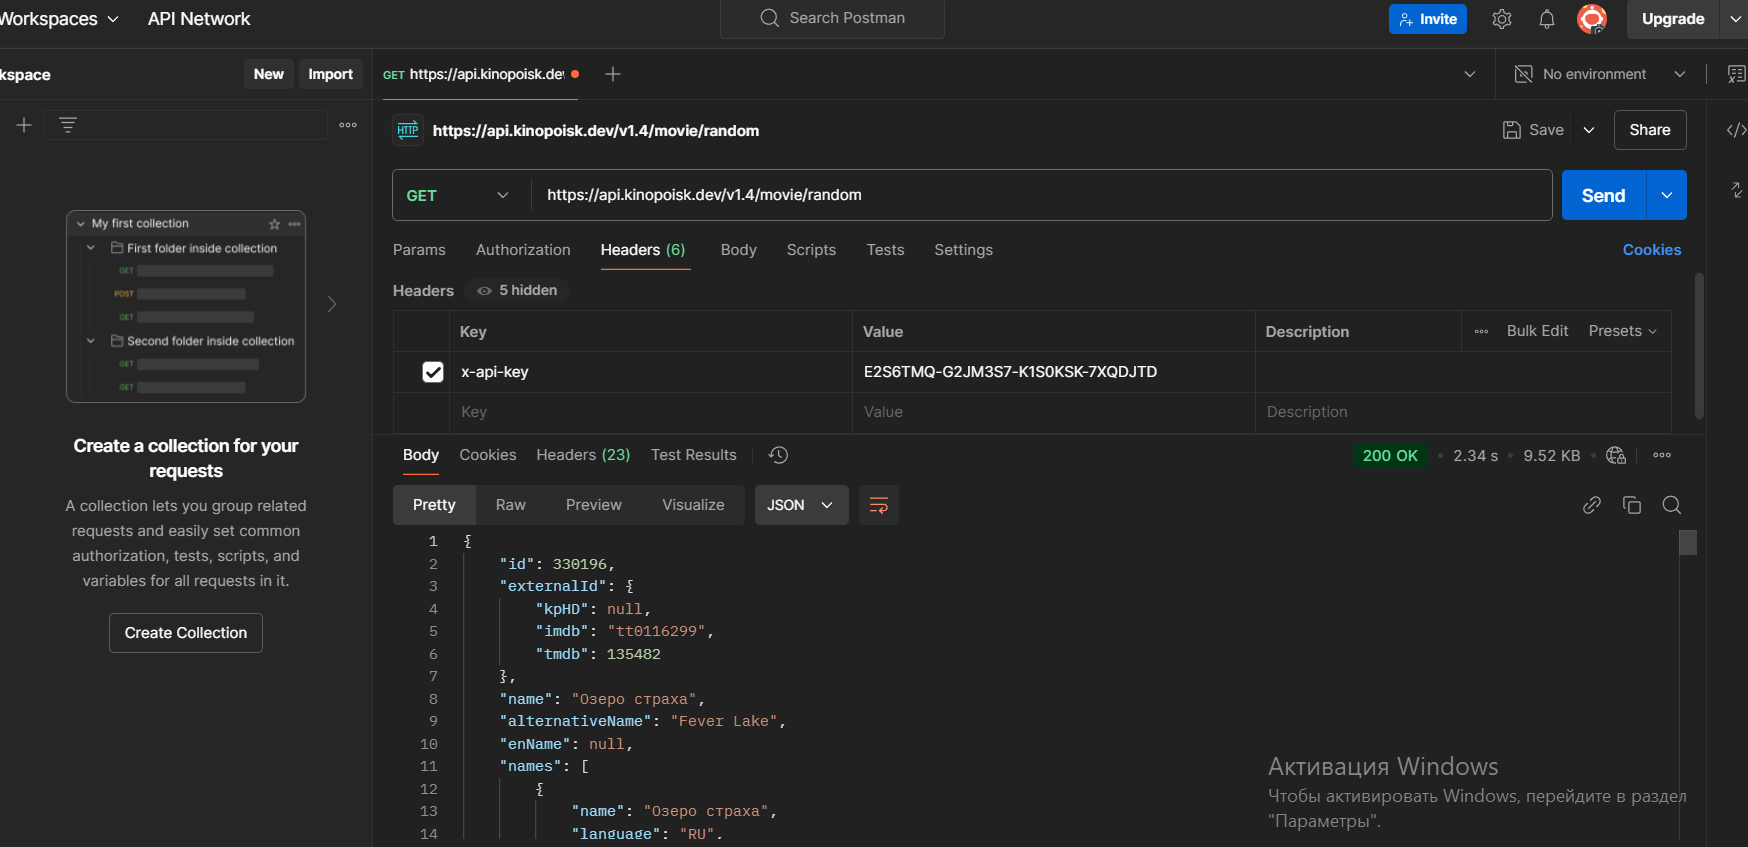 Workspaces API Network Search Postman Invite Upgrade
kspace New Import GET https://api.kinopoisk.de No environment
HTTP https://api.kinopoisk.dev/v1.4/movie/random Save Share
GET https://api.kinopoisk.dev/v1.4/movie/random Send
Params Authorization Headers (6) Body Scripts Tests Settings Cookies
Headers 5 hidden
Key Value Description Bulk Edit Presets
x-api-key E2S6TMQ-G2JM3S7-K1S0KSK-7XQDJTD
Key Value Description
My first collection
First folder inside collection
GET
POST
GET
Second folder inside collection
GET
GET
Create a collection for your
requests
A collection lets you group related
requests and easily set common
authorization, tests, scripts, and
variables for all requests in it.
Create Collection
Body Cookies Headers (23) Test Results 200 OK • 2.34 s • 9.52 KB •
Pretty Raw Preview Visualize JSON
1 {
2 "id": 330196,
3 "externalId": {
4 "kpHD": null,
5 "imdb": "tt0116299",
6 "tmdb": 135482
7 },
8 "name": "Озеро страха",
9 "alternativeName": "Fever Lake",
10 "enName": null,
11 "names": [
12 {
13 "name": "Озеро страха",
14 "language": "RU",
Активация Windows
Чтобы активировать Windows, перейдите в раздел
"Параметры".